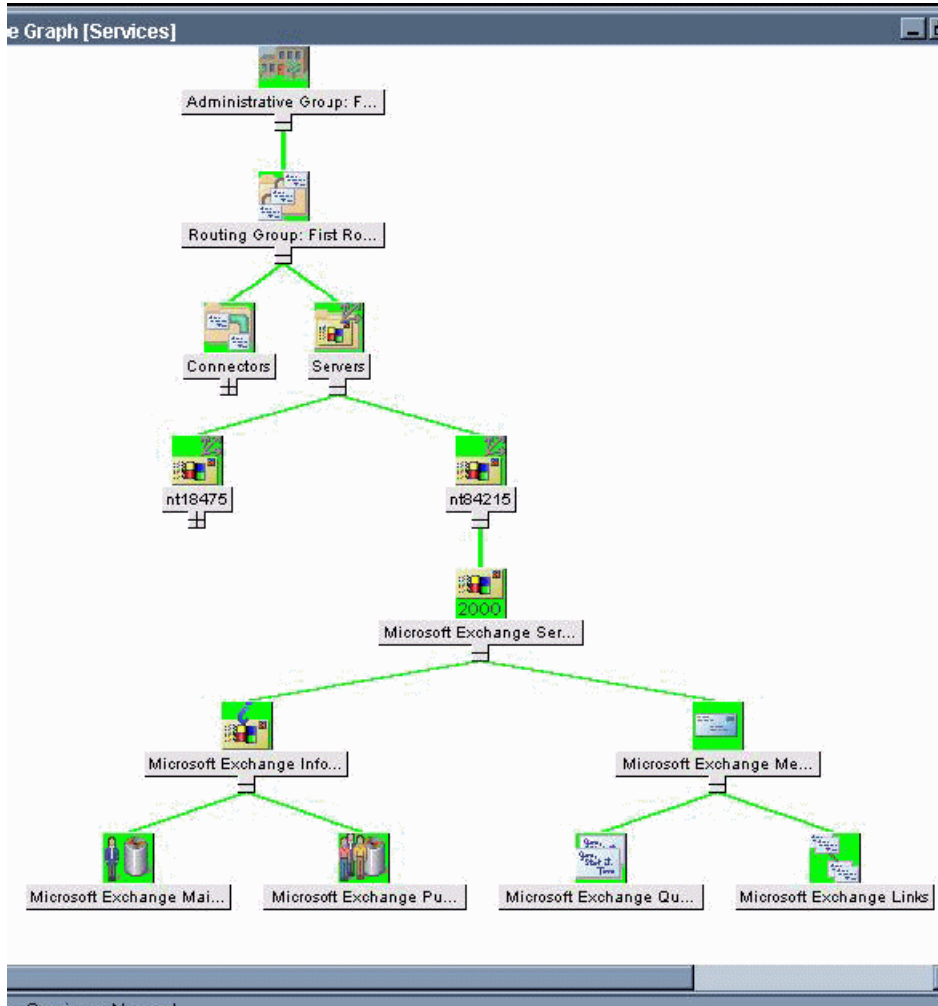 e Graph [Services]
Administrative Group: F...
Routing Group: First Ro...
Connectors
Servers
nt18475
nt84215
2000
Microsoft Exchange Ser...
Microsoft Exchange Info...
Microsoft Exchange Me...
Microsoft Exchange Mai...
Microsoft Exchange Pu...
Microsoft Exchange Qu...
Microsoft Exchange Links